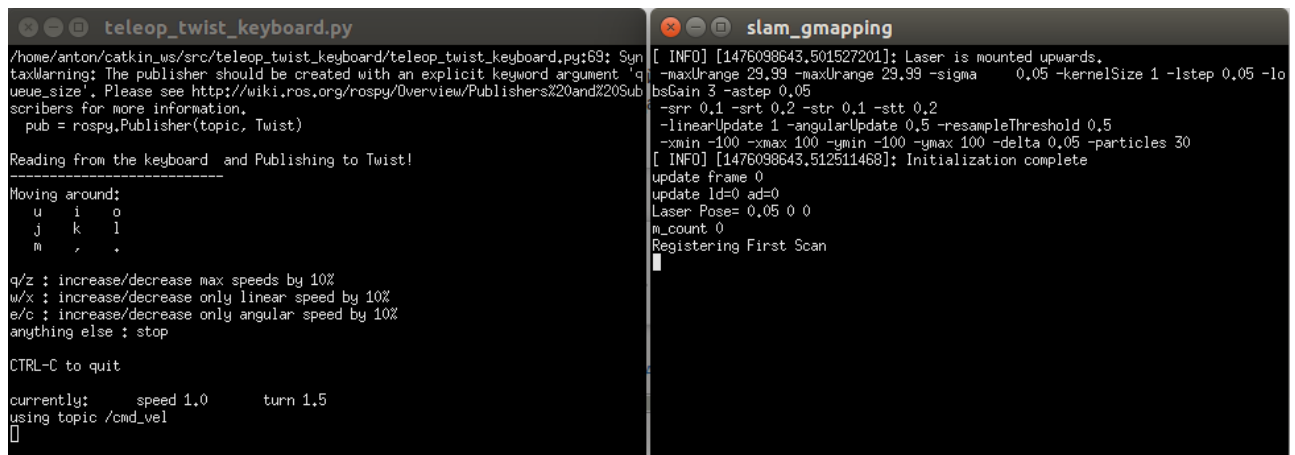 teleop_twist_keyboard.py
/home/anton/catkin_ws/src/teleop_twist_keyboard/teleop_twist_keyboard.py:69: Syn
taxWarning: The publisher should be created with an explicit keyword argument 'q
ueue_size'. Please see http://wiki.ros.org/rospy/Overview/Publishers%20and%20Sub
scribers for more information.
pub = rospy.Publisher(topic, Twist)
Reading from the keyboard  and Publishing to Twist!
---------------------------
Moving around:
u    i    o
j    k    l
m    ,    .
q/z : increase/decrease max speeds by 10%
w/x : increase/decrease only linear speed by 10%
e/c : increase/decrease only angular speed by 10%
anything else : stop
CTRL-C to quit
currently:      speed 1.0       turn 1.5
using topic /cmd_vel
slam_gmapping
[ INFO] [1476098643.501527201]: Laser is mounted upwards.
-maxUrange 29.99 -maxUrange 29.99 -sigma     0.05 -kernelSize 1 -lstep 0.05 -lo
bsGain 3 -astep 0.05
-srr 0.1 -srt 0.2 -str 0.1 -stt 0.2
-linearUpdate 1 -angularUpdate 0.5 -resampleThreshold 0.5
-xmin -100 -xmax 100 -ymin -100 -ymax 100 -delta 0.05 -particles 30
[ INFO] [1476098643.512511468]: Initialization complete
update frame 0
update ld=0 ad=0
Laser Pose= 0.05 0 0
m_count 0
Registering First Scan